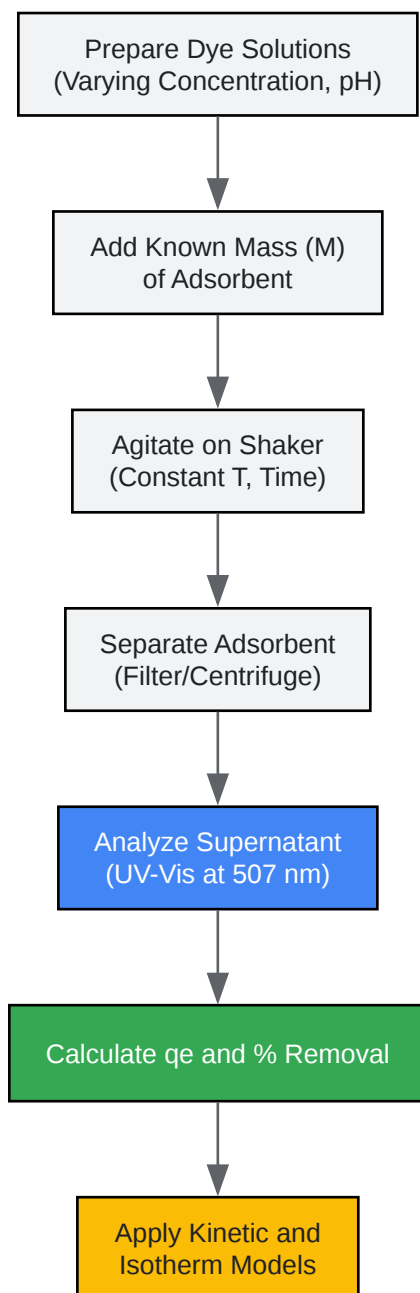 Prepare Dye Solutions
(Varying Concentration, pH)
Add Known Mass (M)
of Adsorbent
Agitate on Shaker
(Constant T, Time)
Separate Adsorbent
(Filter/Centrifuge)
Analyze Supernatant
(UV-Vis at 507 nm)
Calculate qe and % Removal
Apply Kinetic and
Isotherm Models